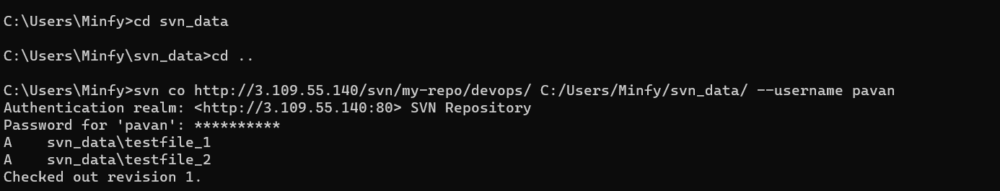 C:\Users\Minfy>cd svn_data
C:\Users\Minfy\svn_data>cd ..
C:\Users\Minfy>svn co http://3.109.55.140/svn/my-repo/devops/ C:/Users/Minfy/svn_data/ --username pavan
Authentication realm: <http://3.109.55.140:80> SVN Repository
Password for 'pavan': **********
A    svn_data\testfile_1
A    svn_data\testfile_2
Checked out revision 1.